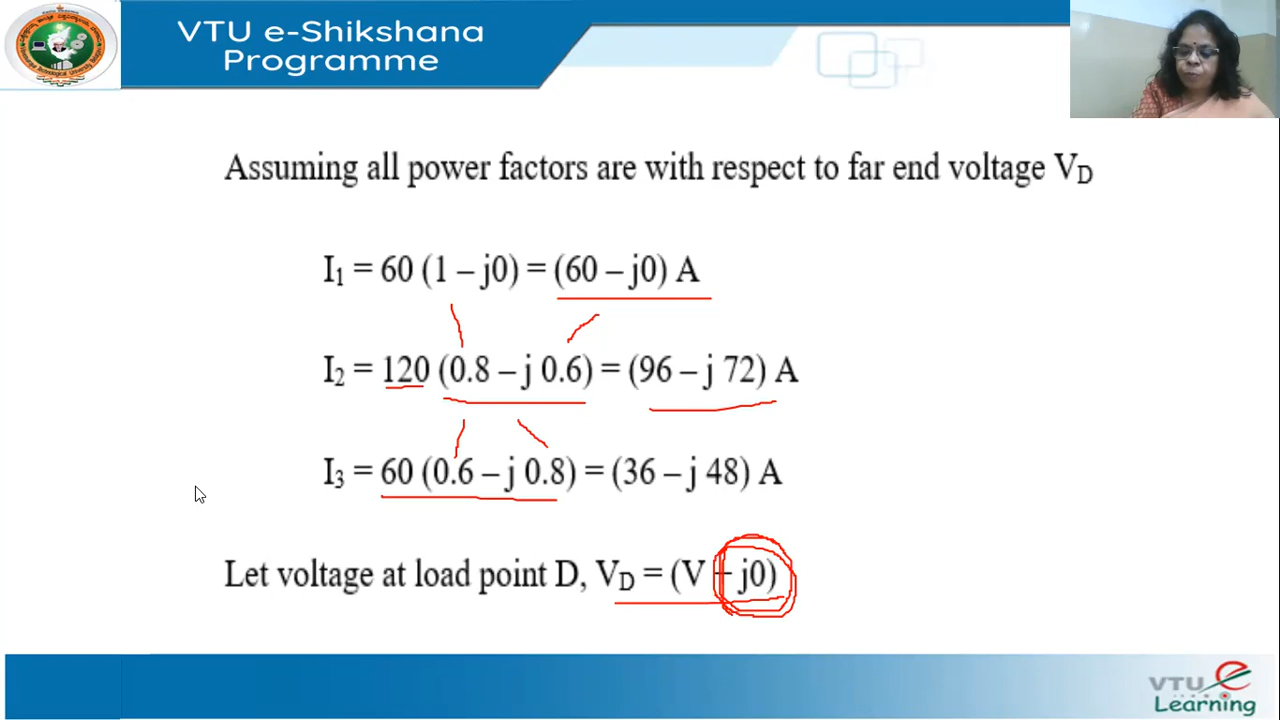 VTU e-Shikshana
Programme
Assuming all power factors are with respect to far end voltage V_D
I₁ = 60 (1 – j0) = (60 – j0) A
I₂ = 120 (0.8 – j 0.6) = (96 – j 72) A
I₃ = 60 (0.6 – j 0.8) = (36 – j 48) A
Let voltage at load point D, V_D = (V – j0)
VTU e
Learning